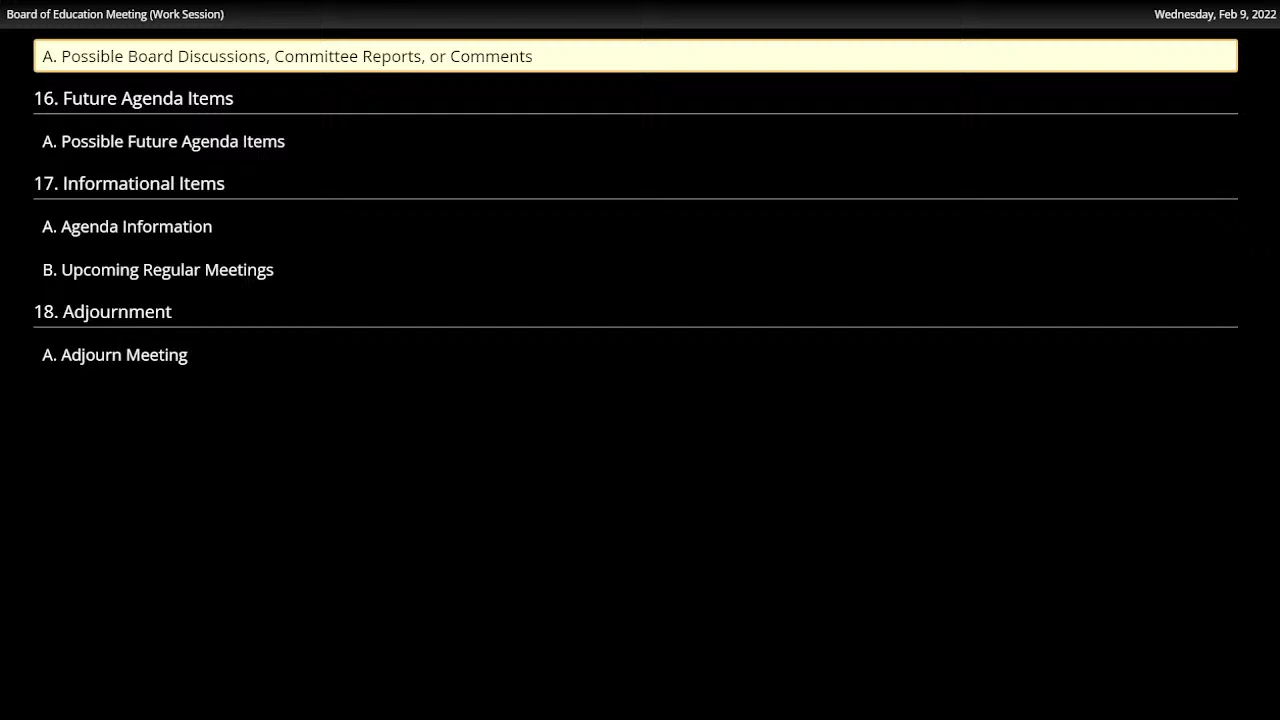 Board of Education Meeting (Work Session)
Wednesday, Feb 9, 2022
A. Possible Board Discussions, Committee Reports, or Comments
16. Future Agenda Items
A. Possible Future Agenda Items
17. Informational Items
A. Agenda Information
B. Upcoming Regular Meetings
18. Adjournment
A. Adjourn Meeting